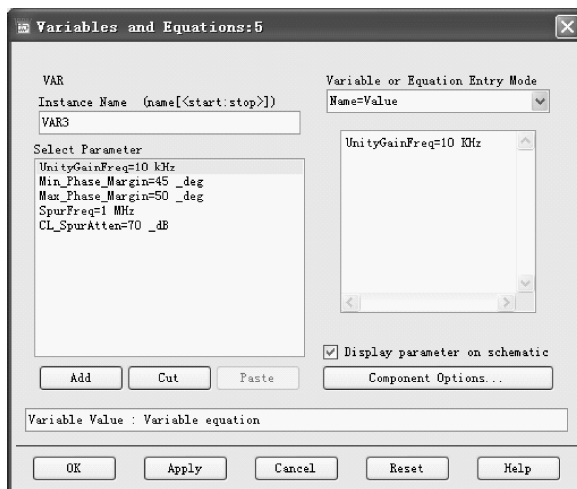 Variables and Equations:5
VAR
Instance Name (name[<start:stop>])
VAR3
Select Parameter
UnityGainFreq=10 kHz
Min_Phase_Margin=45 _deg
Max_Phase_Margin=50 _deg
SpurFreq=1 MHz
CL_SpurAtten=70 _dB
Add
Cut
Paste
Variable or Equation Entry Mode
Name=Value
UnityGainFreq=10 KHz
Display parameter on schematic
Component Options...
Variable Value : Variable equation
OK
Apply
Cancel
Reset
Help